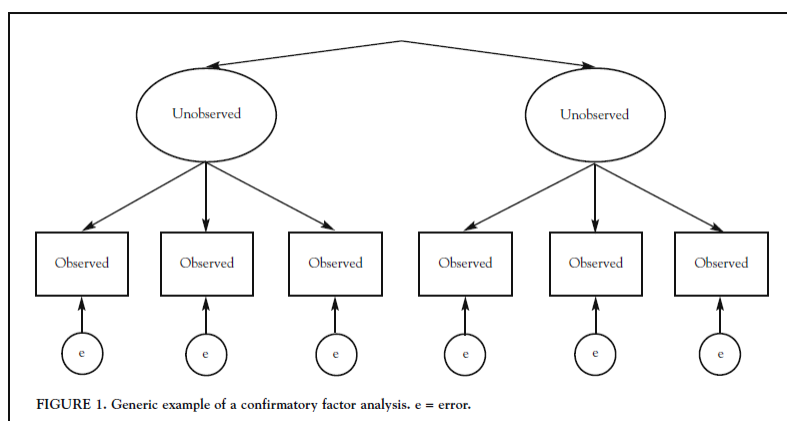 Unobserved Unobserved
Observed Observed Observed Observed Observed Observed
e e e e e e
FIGURE 1. Generic example of a confirmatory factor analysis. e = error.